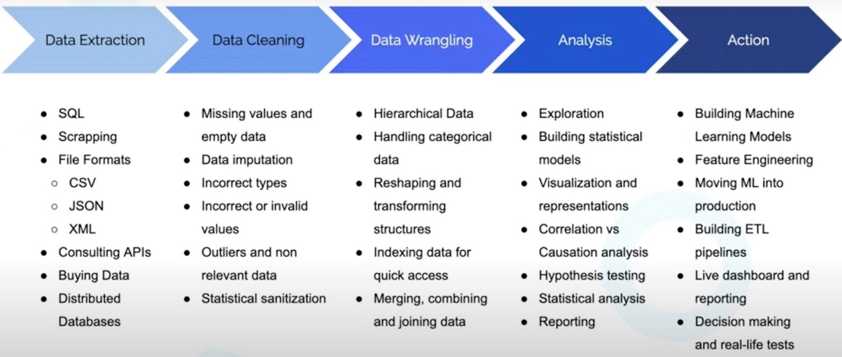 Data Extraction
Data Cleaning
Data Wrangling
Analysis
Action
● SQL
● Scrapping
● File Formats
○ CSV
○ JSON
○ XML
● Consulting APIs
● Buying Data
● Distributed
Databases
● Missing values and
empty data
● Data imputation
● Incorrect types
● Incorrect or invalid
values
● Outliers and non
relevant data
● Statistical sanitization
● Hierarchical Data
● Handling categorical
data
● Reshaping and
transforming
structures
● Indexing data for
quick access
● Merging, combining
and joining data
● Exploration
● Building statistical
models
● Visualization and
representations
● Correlation vs
Causation analysis
● Hypothesis testing
● Statistical analysis
● Reporting
● Building Machine
Learning Models
● Feature Engineering
● Moving ML into
production
● Building ETL
pipelines
● Live dashboard and
reporting
● Decision making
and real-life tests